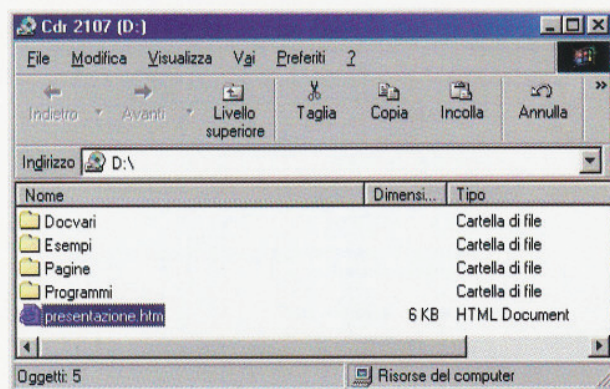 Cdr 2107 (D:)
File Modifica Visualizza Vai Preferiti ?
Indietro Avanti Livello superiore Taglia Copia Incolla Annulla »
Indirizzo D:\
Nome Dimensi... Tipo
Docvari Cartella di file
Esempi Cartella di file
Pagine Cartella di file
Programmi Cartella di file
presentazione.htm 6 KB HTML Document
Oggetti: 5 Risorse del computer